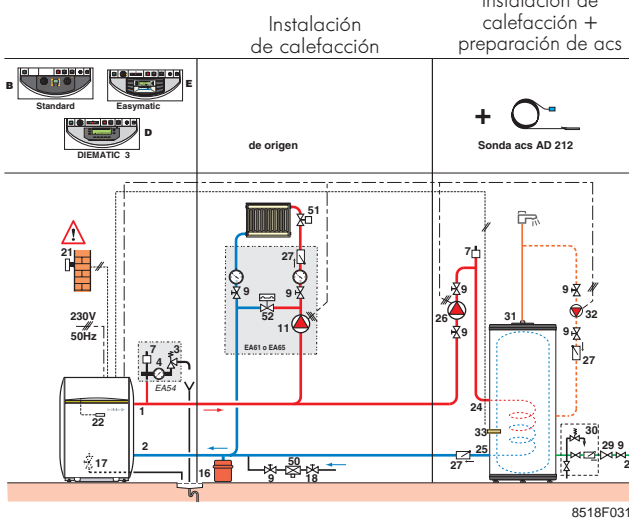 Instalación
de calefacción
Instalación de
calefacción +
preparación de acs
B
Standard
Easymatic
E
DIEMATIC 3
D
de origen
+
Sonda acs AD 212
21
230V
50Hz
7
3
4
EA54
1
22
2
17
16
51
27
9
9
52
11
EA61 o EA65
9
50
18
7
9
26
9
24
33
25
27
31
9
32
9
27
30
29
9
2
8518F031